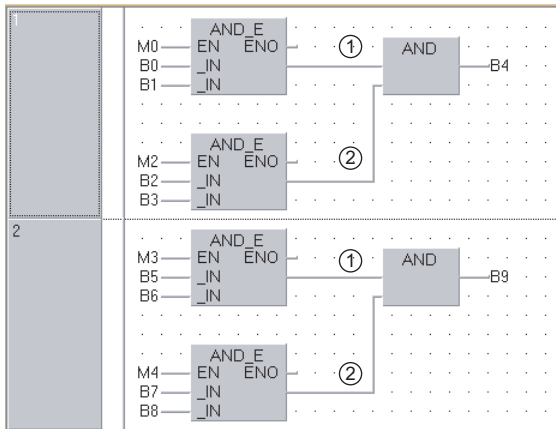 1
AND_E
M0 EN ENO ① AND
B0 _IN B4
B1 _IN
AND_E
M2 EN ENO ②
B2 _IN
B3 _IN
2
AND_E
M3 EN ENO ① AND
B5 _IN B9
B6 _IN
AND_E
M4 EN ENO ②
B7 _IN
B8 _IN